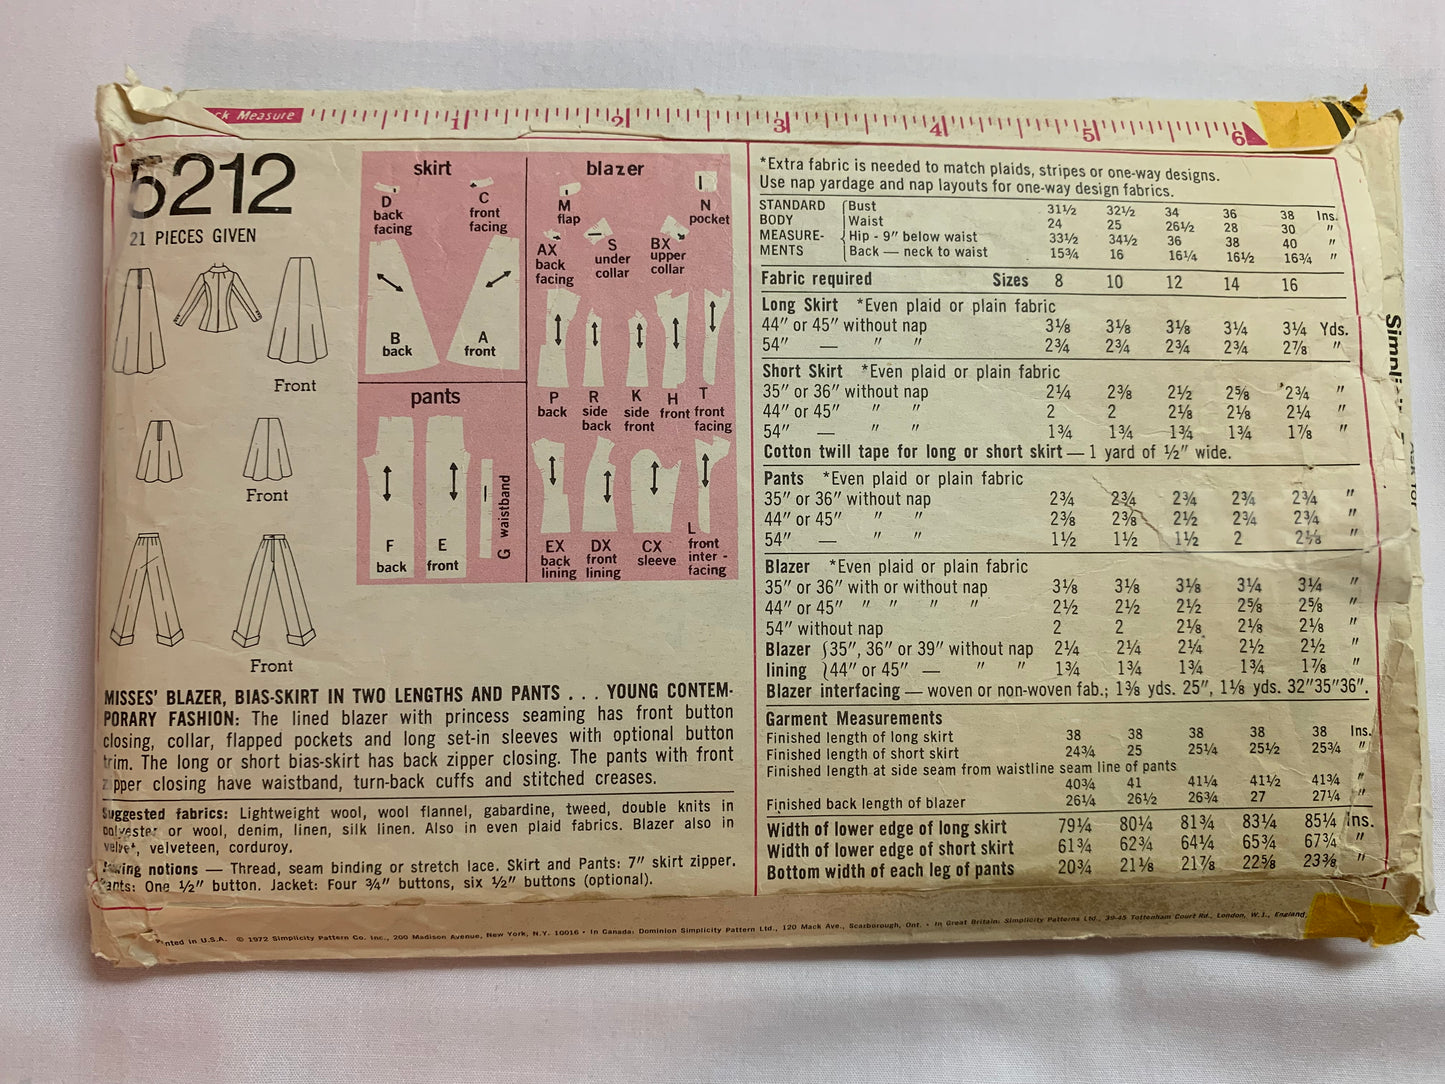 ck Measure 1 2 3 4 5 6
5212
21 PIECES GIVEN
Front
Front
Front
skirt
D
back
facing
C
front
facing
B
back
A
front
pants
F
back
E
front
G waistband
blazer
M
flap
N
pocket
AX
back
facing
S
under
collar
BX
upper
collar
P
back
R
side
back
K
side
front
H
front
T
front
facing
EX
back
lining
DX
front
lining
CX
sleeve
L
front
inter-
facing
MISSES' BLAZER, BIAS-SKIRT IN TWO LENGTHS AND PANTS . . . YOUNG CONTEM-
PORARY FASHION: The lined blazer with princess seaming has front button
closing, collar, flapped pockets and long set-in sleeves with optional button
trim. The long or short bias-skirt has back zipper closing. The pants with front
zipper closing have waistband, turn-back cuffs and stitched creases.
Suggested fabrics: Lightweight wool, wool flannel, gabardine, tweed, double knits in
polyester or wool, denim, linen, silk linen. Also in even plaid fabrics. Blazer also in
velvet, velveteen, corduroy.
Sewing notions — Thread, seam binding or stretch lace. Skirt and Pants: 7" skirt zipper.
Pants: One ½" button. Jacket: Four ¾" buttons, six ½" buttons (optional).
*Extra fabric is needed to match plaids, stripes or one-way designs.
Use nap yardage and nap layouts for one-way design fabrics.
STANDARD Bust 31½ 32½ 34 36 38 Ins.
BODY Waist 24 25 26½ 28 30 "
MEASURE- Hip - 9" below waist 33½ 34½ 36 38 40 "
MENTS Back — neck to waist 15¾ 16 16¼ 16½ 16¾ "
Fabric required Sizes 8 10 12 14 16
Long Skirt *Even plaid or plain fabric
44" or 45" without nap 3⅛ 3⅛ 3⅛ 3¼ 3¼ Yds.
54" — " " 2¾ 2¾ 2¾ 2¾ 2⅞ "
Short Skirt *Even plaid or plain fabric
35" or 36" without nap 2¼ 2⅜ 2½ 2⅝ 2¾ "
44" or 45" " " 2 2 2⅛ 2⅛ 2¼ "
54" — " " 1¾ 1¾ 1¾ 1¾ 1⅞ "
Cotton twill tape for long or short skirt — 1 yard of ½" wide.
Pants *Even plaid or plain fabric
35" or 36" without nap 2¾ 2¾ 2¾ 2¾ 2¾ "
44" or 45" " " 2⅜ 2⅜ 2½ 2¾ 2¾ "
54" — " " 1½ 1½ 1½ 2 2⅛ "
Blazer *Even plaid or plain fabric
35" or 36" with or without nap 3⅛ 3⅛ 3⅛ 3¼ 3¼ "
44" or 45" " " " " 2½ 2½ 2½ 2⅝ 2⅝ "
54" without nap 2 2 2⅛ 2⅛ 2⅛ "
Blazer 35", 36" or 39" without nap 2¼ 2¼ 2¼ 2½ 2½ "
lining 44" or 45" — " " 1¾ 1¾ 1¾ 1¾ 1⅞ "
Blazer interfacing — woven or non-woven fab.; 1⅜ yds. 25", 1⅛ yds. 32"35"36".
Garment Measurements
Finished length of long skirt 38 38 38 38 38 Ins.
Finished length of short skirt 24¾ 25 25¼ 25½ 25¾ "
Finished length at side seam from waistline seam line of pants
40¾ 41 41¼ 41½ 41¾ "
Finished back length of blazer 26¼ 26½ 26¾ 27 27¼ "
Width of lower edge of long skirt 79¼ 80¼ 81¾ 83¼ 85¼ Ins.
Width of lower edge of short skirt 61¾ 62¾ 64¼ 65¾ 67¾ "
Bottom width of each leg of pants 20¾ 21⅛ 21⅞ 22⅝ 23⅜ "
Printed in U.S.A. © 1972 Simplicity Pattern Co. Inc., 200 Madison Avenue, New York, N.Y. 10016 • In Canada: Dominion Simplicity Pattern Ltd., 120 Mack Ave., Scarborough, Ont. • In Great Britain: Simplicity Patterns Ltd., 39-45 Tottenham Court Rd., London, W.1., England,